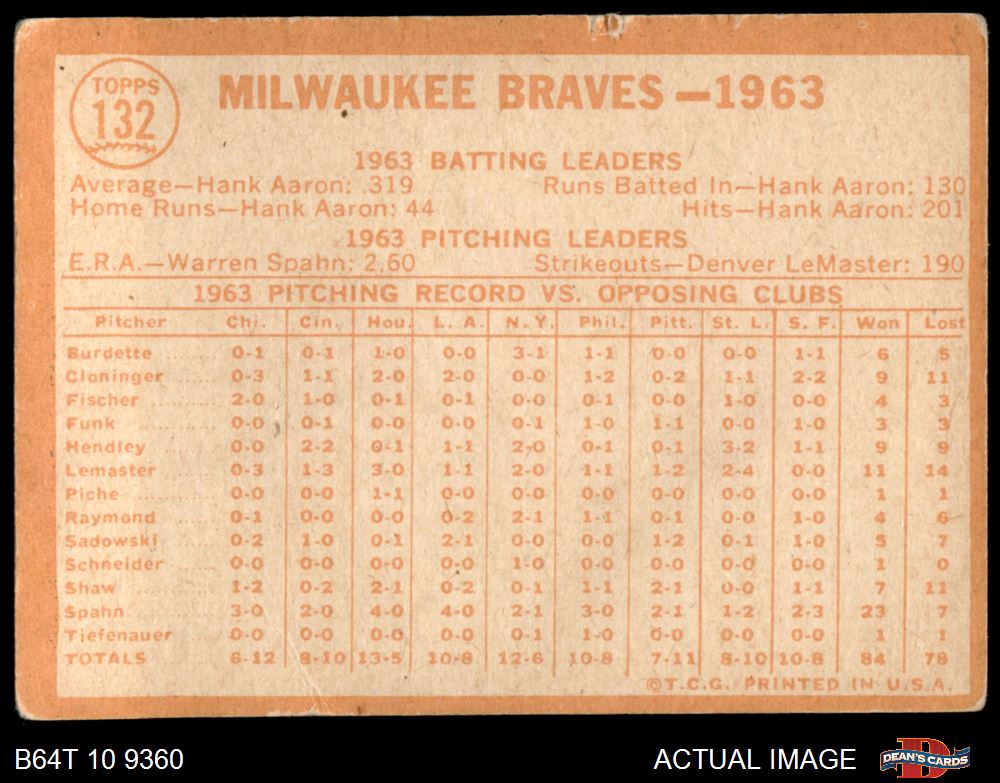 TOPPS
132
MILWAUKEE BRAVES—1963
1963 BATTING LEADERS
Average—Hank Aaron: .319 Runs Batted In—Hank Aaron: 130
Home Runs—Hank Aaron: 44 Hits—Hank Aaron: 201
1963 PITCHING LEADERS
E.R.A.—Warren Spahn: 2.60 Strikeouts—Denver LeMaster: 190
1963 PITCHING RECORD VS. OPPOSING CLUBS
Pitcher Chi. Cin. Hou. L. A. N. Y. Phil. Pitt. St. L. S. F. Won Lost
Burdette 0-1 0-1 1-0 0-0 3-1 1-1 0-0 0-0 1-1 6 5
Cloninger 0-3 1-1 2-0 2-0 0-0 1-2 0-2 1-1 2-2 9 11
Fischer 2-0 1-0 0-1 0-1 0-0 0-1 0-0 1-0 0-0 4 3
Funk 0-0 0-1 0-0 0-0 0-1 1-0 1-1 0-0 1-0 3 3
Hendley 0-0 2-2 0-1 1-1 2-0 0-1 0-1 3-2 1-1 9 9
Lemaster 0-3 1-3 3-0 1-1 2-0 1-1 1-2 2-4 0-0 11 14
Piche 0-0 0-0 1-1 0-0 0-0 0-0 0-0 0-0 0-0 1 1
Raymond 0-1 0-0 0-0 0-2 2-1 1-1 0-1 0-0 1-0 4 6
Sadowski 0-2 1-0 0-1 2-1 0-0 0-0 1-2 0-1 1-0 5 7
Schneider 0-0 0-0 0-0 0-0 1-0 0-0 0-0 0-0 0-0 1 0
Shaw 1-2 0-2 2-1 0-2 0-1 1-1 2-1 0-0 1-1 7 11
Spahn 3-0 2-0 4-0 4-0 2-1 3-0 2-1 1-2 2-3 23 7
Tiefenauer 0-0 0-0 0-0 0-0 0-1 1-0 0-0 0-0 0-0 1 1
TOTALS 6-12 8-10 13-5 10-8 12-6 10-8 7-11 8-10 10-8 84 78
©T.C.G. PRINTED IN U.S.A.
B64T 10 9360 ACTUAL IMAGE DEAN'S CARDS